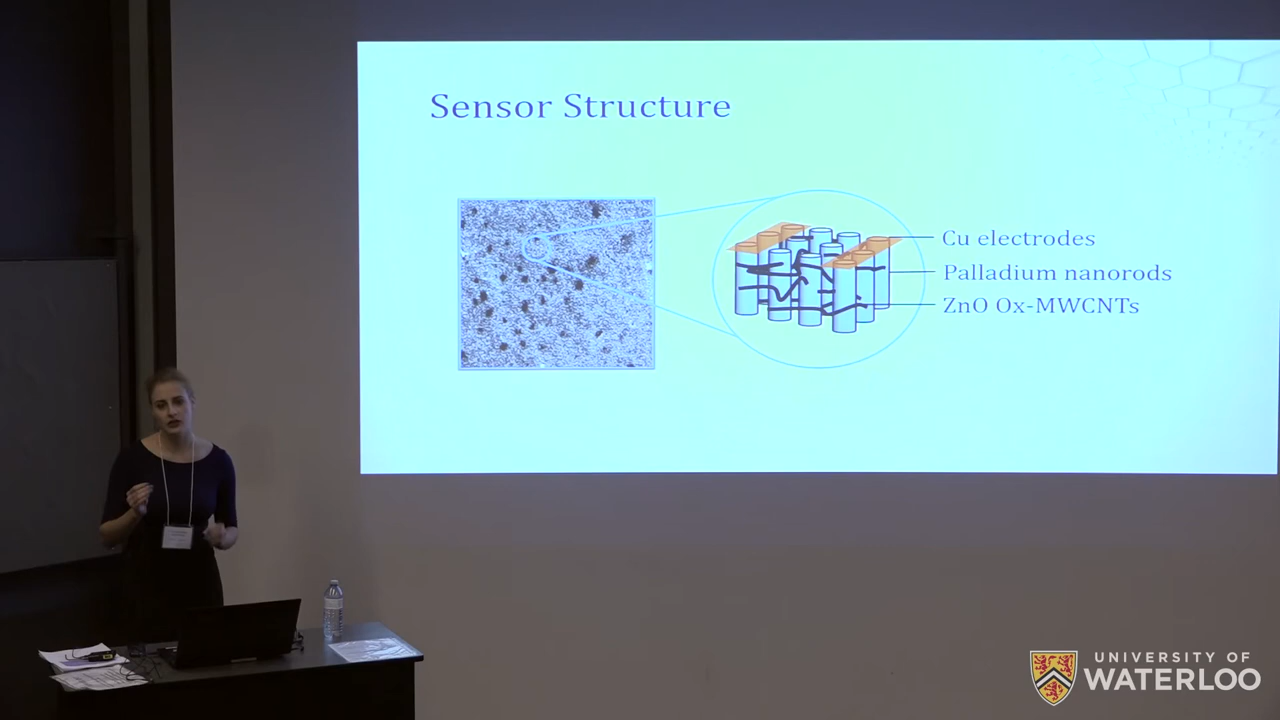 Sensor Structure
Cu electrodes
Palladium nanorods
ZnO Ox-MWCNTs
UNIVERSITY OF
WATERLOO